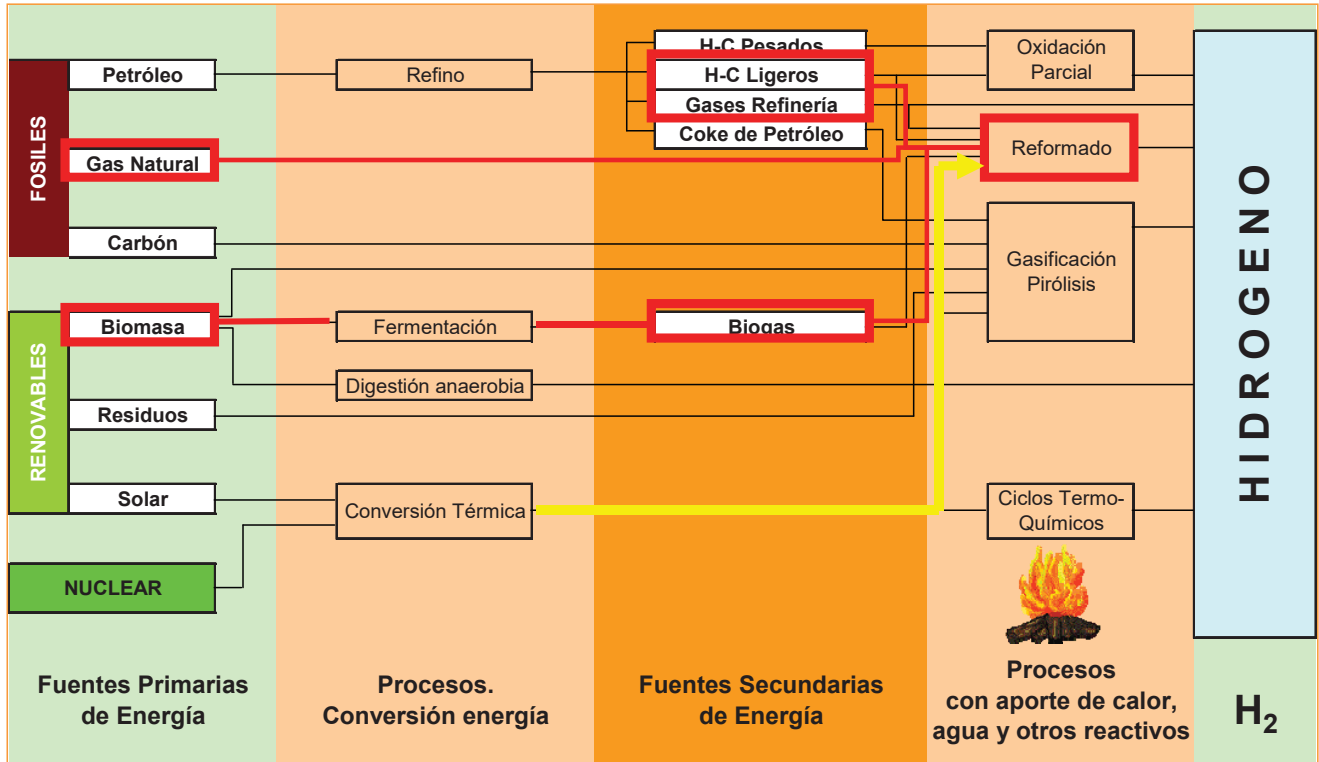 FOSILES
Petróleo
Gas Natural
Carbón
RENOVABLES
Biomasa
Residuos
Solar
NUCLEAR
Fuentes Primarias
de Energía
Refino
Fermentación
Digestión anaerobia
Conversión Térmica
Procesos.
Conversión energía
H-C Pesados
H-C Ligeros
Gases Refinería
Coke de Petróleo
Biogas
Fuentes Secundarias
de Energía
Oxidación
Parcial
Reformado
Gasificación
Pirólisis
Ciclos Termo-
Químicos
Procesos
con aporte de calor,
agua y otros reactivos
HIDROGENO
H₂